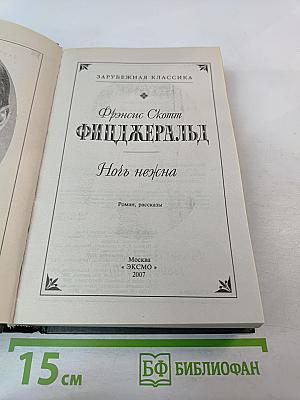 ЗАРУБЕЖНАЯ КЛАССИКА
Фрэнсис Скотт
ФИЦДЖЕРАЛЬД
Ночь нежна
Роман, рассказы
Москва
« ЭКСМО »
2007
15 см
БФ БИБЛИОФАН